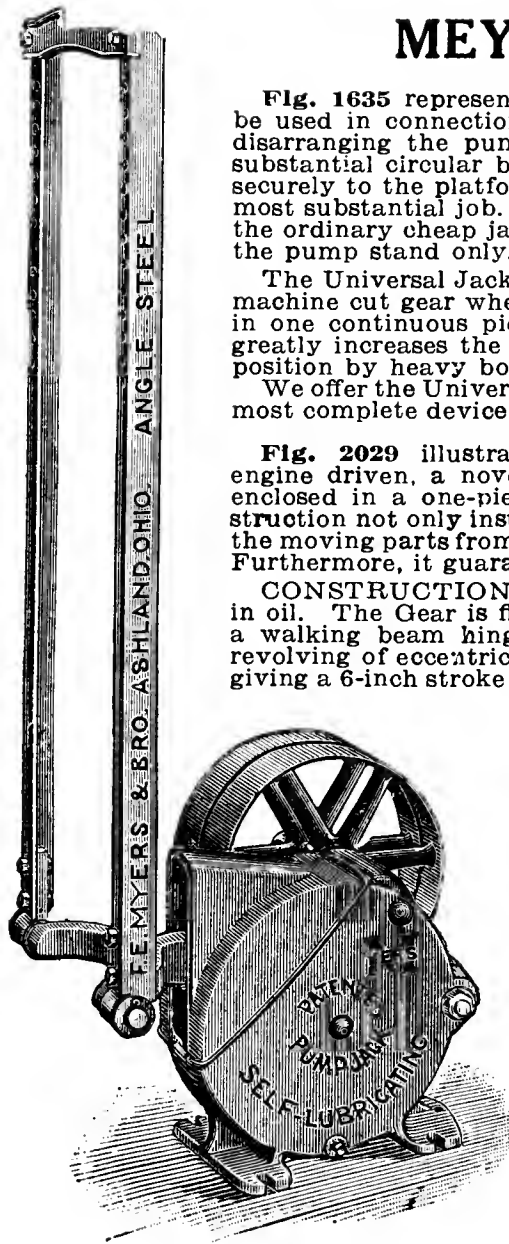 MEY
Fig. 1635 represen
be used in connectio
disarranging the pun
substantial circular b
securely to the platfo
most substantial job.
the ordinary cheap ja
the pump stand only.
The Universal Jack
machine cut gear whe
in one continuous pie
greatly increases the
position by heavy bo
We offer the Univer
most complete device
Fig. 2029 illustra
engine driven, a nove
enclosed in a one-pie
struction not only inst
the moving parts from
Furthermore, it guara
CONSTRUCTION
in oil. The Gear is fi
a walking beam hing
revolving of eccentric
giving a 6-inch stroke
F.E.MYERS & BRO. ASHLAND.OHIO. ANGLE STEEL
PATENT
PUMP JACK
SELF-LUBRICATING